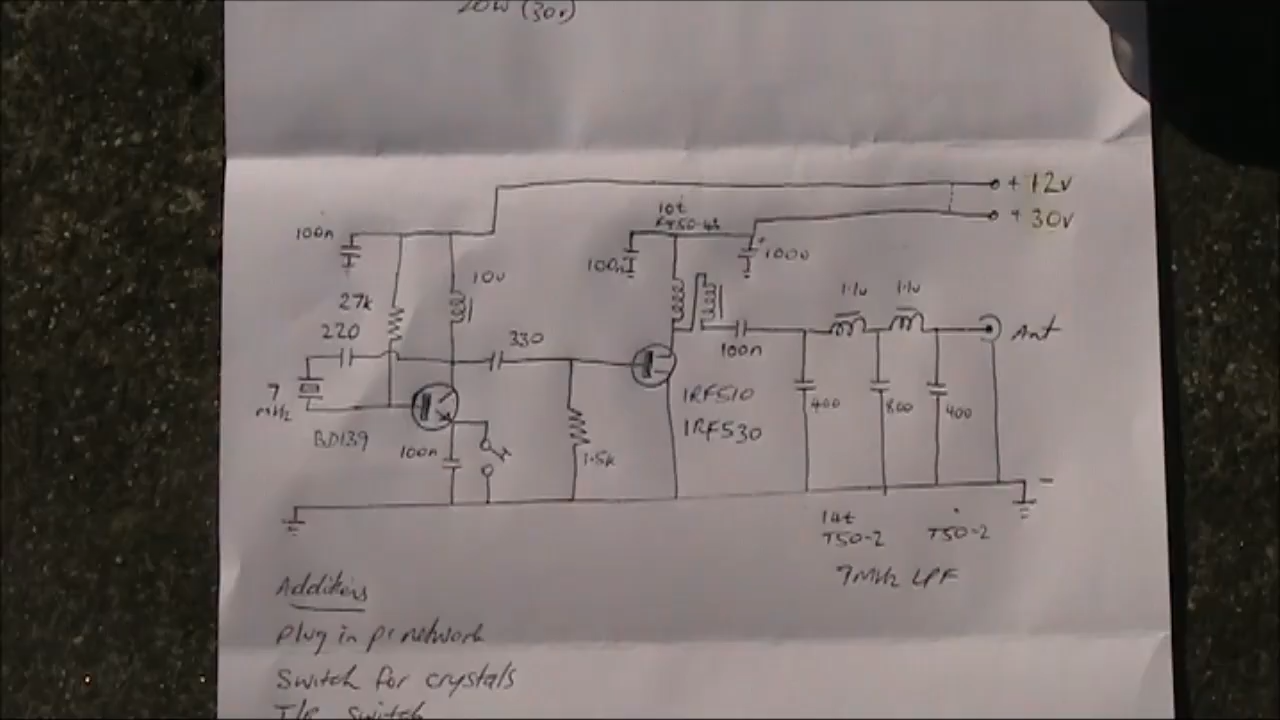 20W (30v)
+ 12v
+ 30v
10t
FT50-43
100n
100n
100u
10u
27k
220
330
100n
1.1u
1.1u
Ant
7
MHz
BD139
100n
1.5k
IRF510
IRF530
400
800
400
-
14t
T50-2
T50-2
7MHz LPF
Additions
Plug in pi network
Switch for crystals
T/R switch